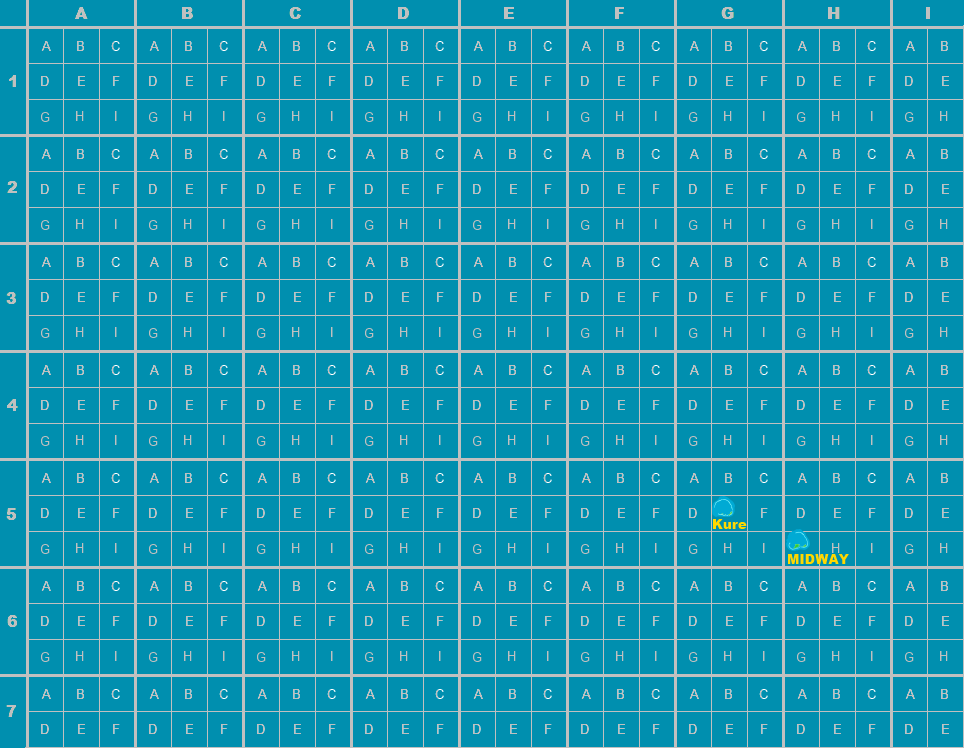 A B C D E F G H I
A B C A B C A B C A B C A B C A B C A B C A B C A B
1 D E F D E F D E F D E F D E F D E F D E F D E F D E
G H I G H I G H I G H I G H I G H I G H I G H I G H
A B C A B C A B C A B C A B C A B C A B C A B C A B
2 D E F D E F D E F D E F D E F D E F D E F D E F D E
G H I G H I G H I G H I G H I G H I G H I G H I G H
A B C A B C A B C A B C A B C A B C A B C A B C A B
3 D E F D E F D E F D E F D E F D E F D E F D E F D E
G H I G H I G H I G H I G H I G H I G H I G H I G H
A B C A B C A B C A B C A B C A B C A B C A B C A B
4 D E F D E F D E F D E F D E F D E F D E F D E F D E
G H I G H I G H I G H I G H I G H I G H I G H I G H
A B C A B C A B C A B C A B C A B C A B C A B C A B
5 D E F D E F D E F D E F D E F D E F D F D E F D E
Kure
G H I G H I G H I G H I G H I G H I G H I H I G H
MIDWAY
A B C A B C A B C A B C A B C A B C A B C A B C A B
6 D E F D E F D E F D E F D E F D E F D E F D E F D E
G H I G H I G H I G H I G H I G H I G H I G H I G H
A B C A B C A B C A B C A B C A B C A B C A B C A B
7 D E F D E F D E F D E F D E F D E F D E F D E F D E